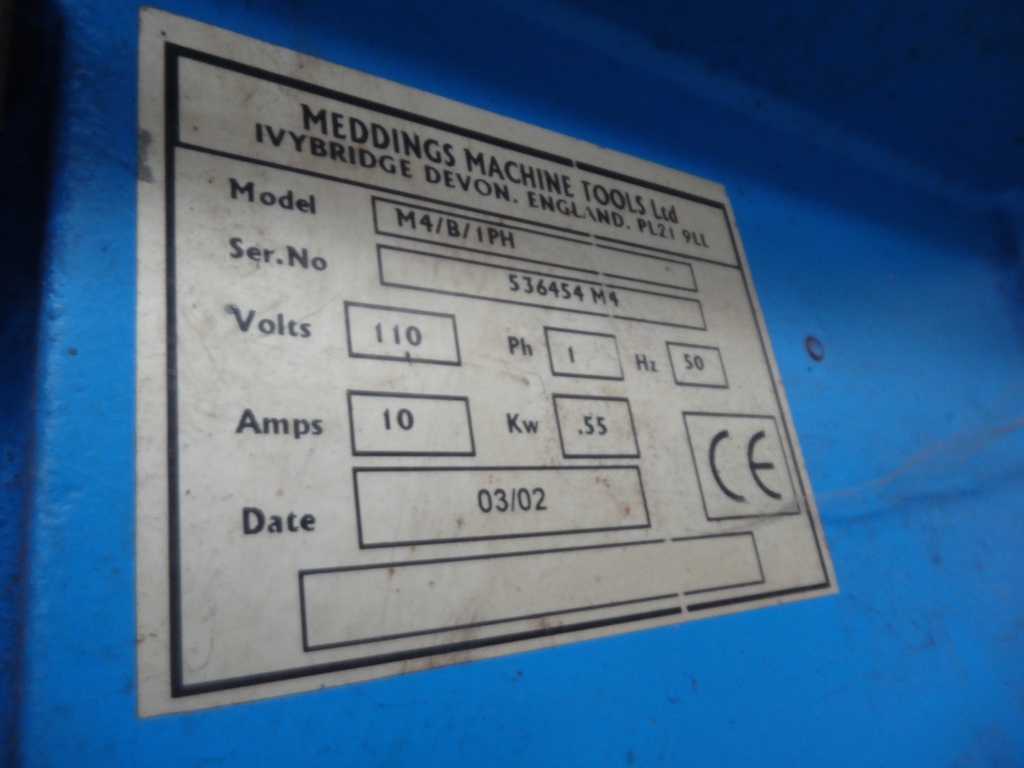 MEDDINGS MACHINE TOOLS Ltd
IVYBRIDGE DEVON. ENGLAND. PL21 9LL
Model M4/B/1PH
Ser.No 536454 M4
Volts 110 Ph 1 Hz 50
Amps 10 Kw .55
CE
Date 03/02